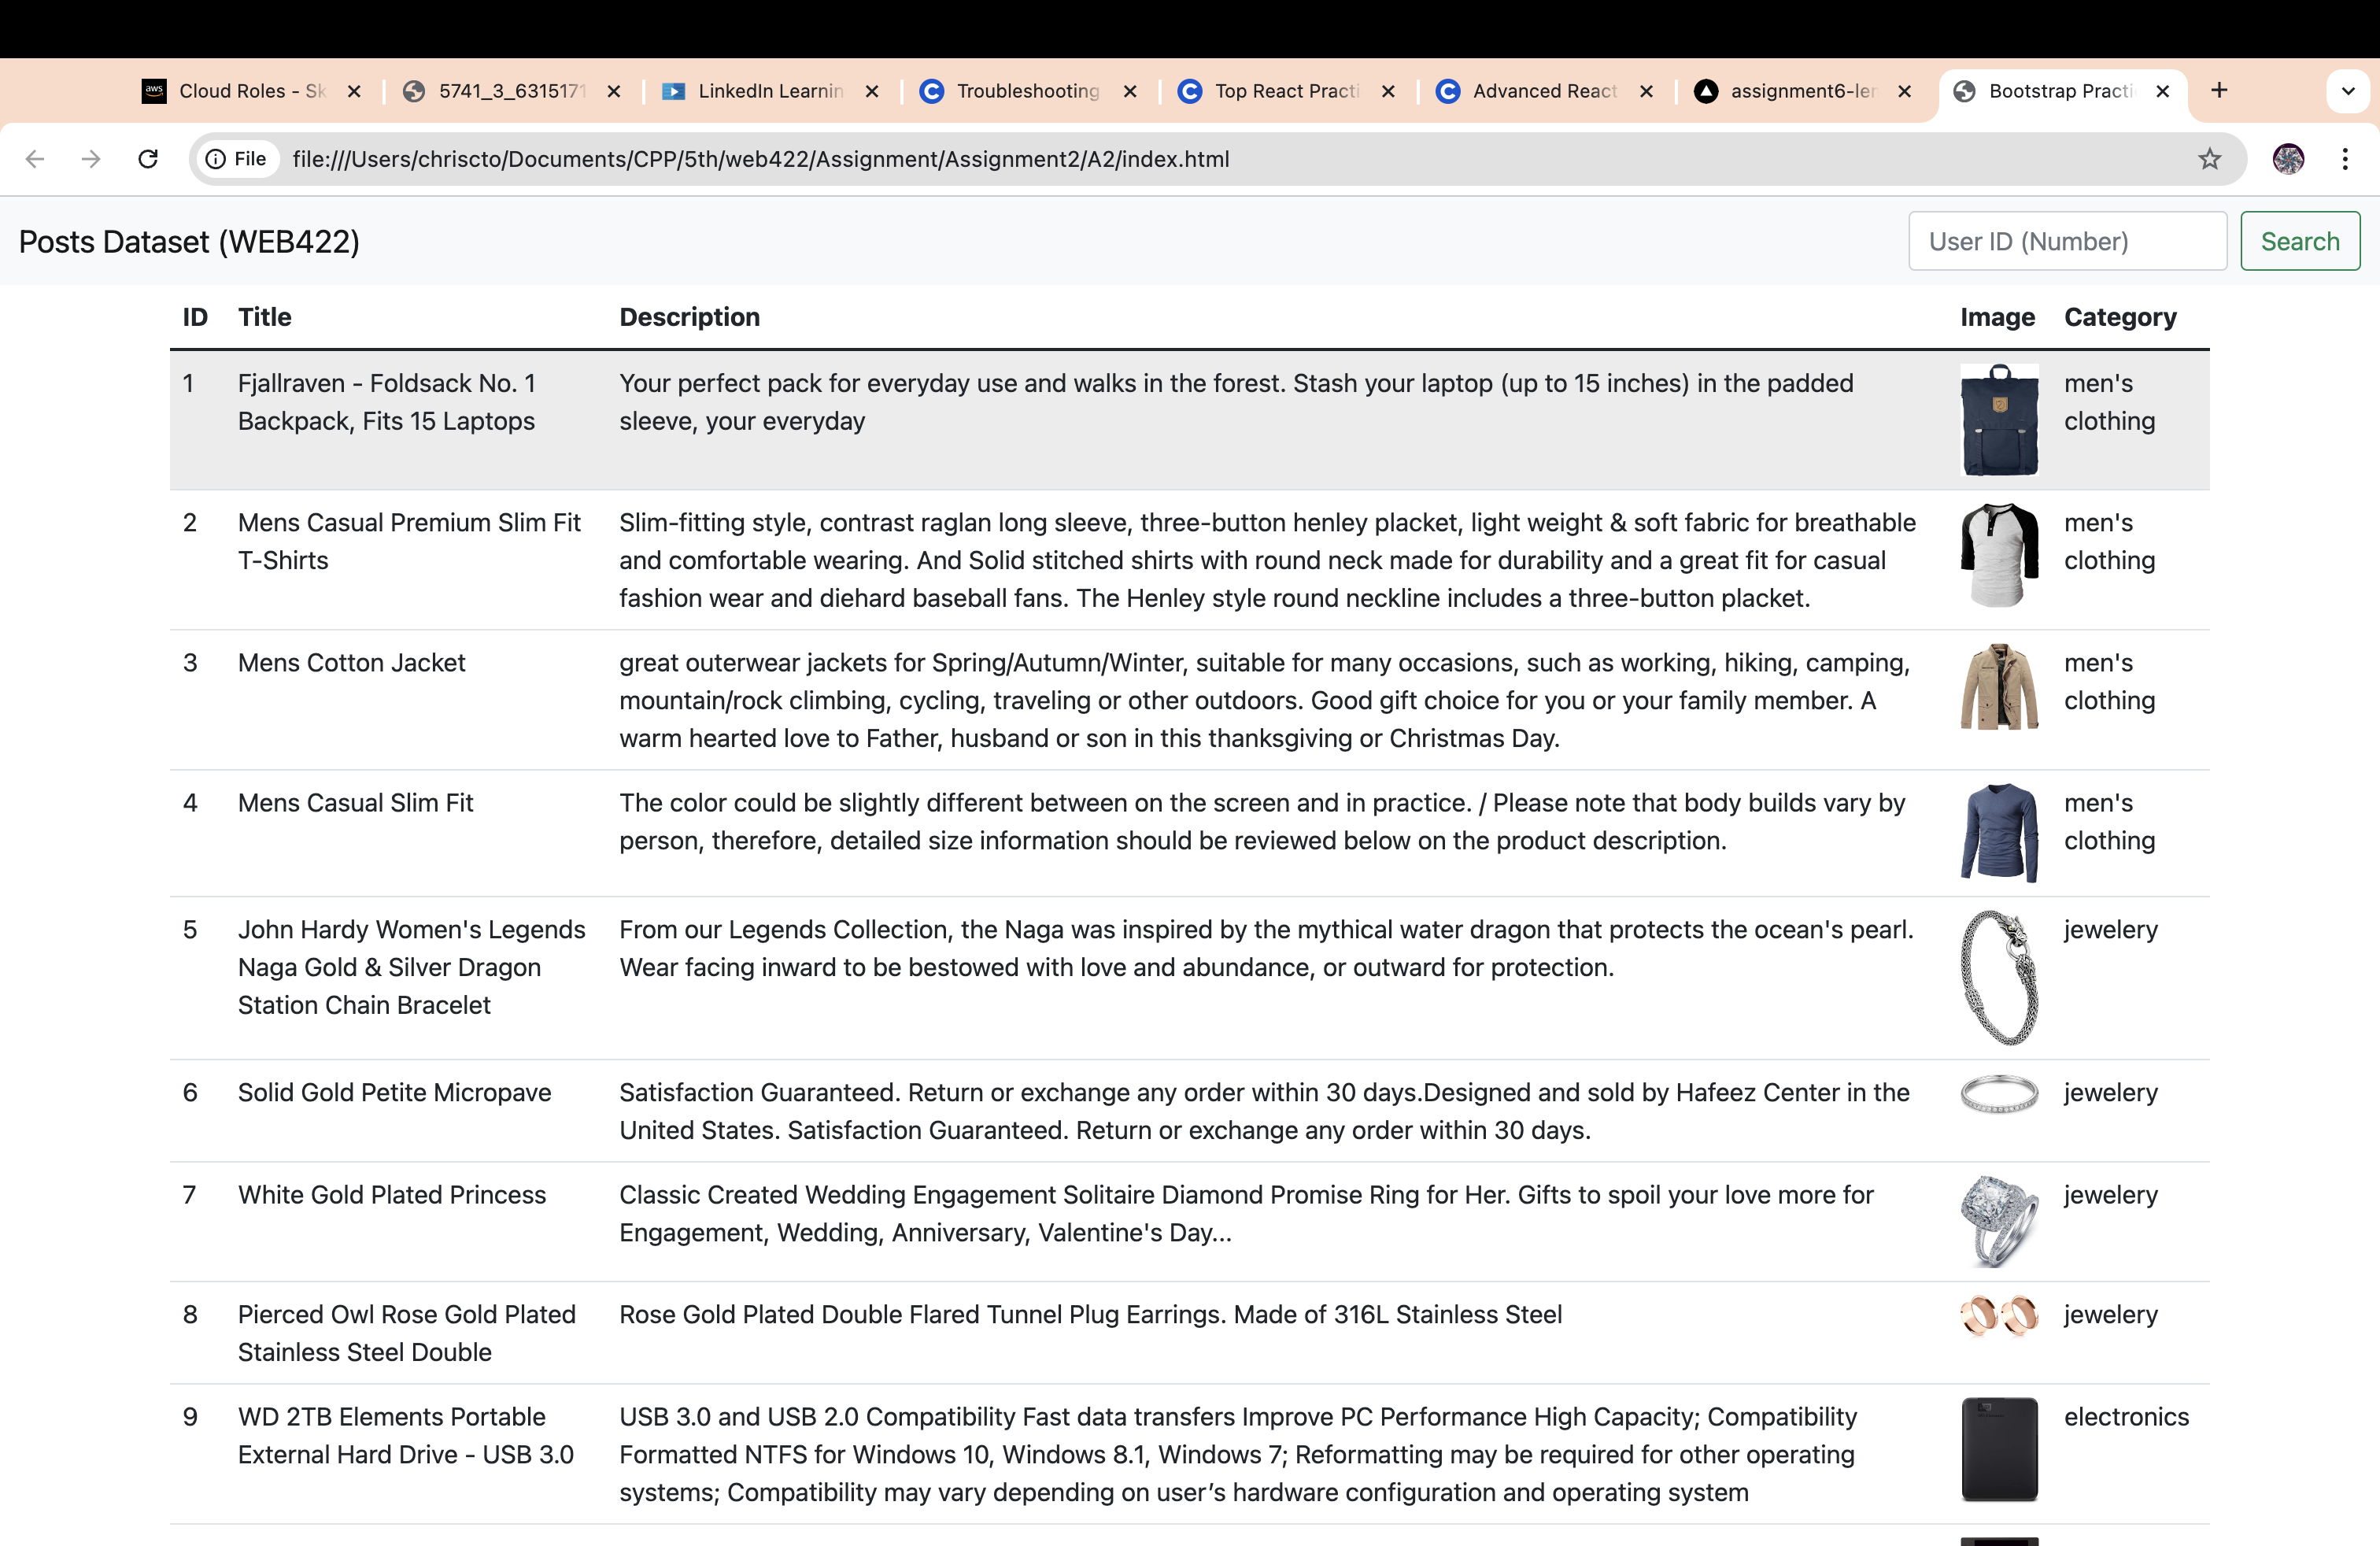 aws Cloud Roles - Sk
5741_3_6315171
LinkedIn Learnin
Troubleshooting
Top React Practi
Advanced React
assignment6-ler
Bootstrap Practi
File file:///Users/chriscto/Documents/CPP/5th/web422/Assignment/Assignment2/A2/index.html
Posts Dataset (WEB422) User ID (Number) Search
ID Title Description Image Category
1 Fjallraven - Foldsack No. 1 Your perfect pack for everyday use and walks in the forest. Stash your laptop (up to 15 inches) in the padded men's
Backpack, Fits 15 Laptops sleeve, your everyday clothing
2 Mens Casual Premium Slim Fit Slim-fitting style, contrast raglan long sleeve, three-button henley placket, light weight & soft fabric for breathable men's
T-Shirts and comfortable wearing. And Solid stitched shirts with round neck made for durability and a great fit for casual clothing
fashion wear and diehard baseball fans. The Henley style round neckline includes a three-button placket.
3 Mens Cotton Jacket great outerwear jackets for Spring/Autumn/Winter, suitable for many occasions, such as working, hiking, camping, men's
mountain/rock climbing, cycling, traveling or other outdoors. Good gift choice for you or your family member. A clothing
warm hearted love to Father, husband or son in this thanksgiving or Christmas Day.
4 Mens Casual Slim Fit The color could be slightly different between on the screen and in practice. / Please note that body builds vary by men's
person, therefore, detailed size information should be reviewed below on the product description. clothing
5 John Hardy Women's Legends From our Legends Collection, the Naga was inspired by the mythical water dragon that protects the ocean's pearl. jewelery
Naga Gold & Silver Dragon Wear facing inward to be bestowed with love and abundance, or outward for protection.
Station Chain Bracelet
6 Solid Gold Petite Micropave Satisfaction Guaranteed. Return or exchange any order within 30 days.Designed and sold by Hafeez Center in the jewelery
United States. Satisfaction Guaranteed. Return or exchange any order within 30 days.
7 White Gold Plated Princess Classic Created Wedding Engagement Solitaire Diamond Promise Ring for Her. Gifts to spoil your love more for jewelery
Engagement, Wedding, Anniversary, Valentine's Day...
8 Pierced Owl Rose Gold Plated Rose Gold Plated Double Flared Tunnel Plug Earrings. Made of 316L Stainless Steel jewelery
Stainless Steel Double
9 WD 2TB Elements Portable USB 3.0 and USB 2.0 Compatibility Fast data transfers Improve PC Performance High Capacity; Compatibility electronics
External Hard Drive - USB 3.0 Formatted NTFS for Windows 10, Windows 8.1, Windows 7; Reformatting may be required for other operating
systems; Compatibility may vary depending on user’s hardware configuration and operating system